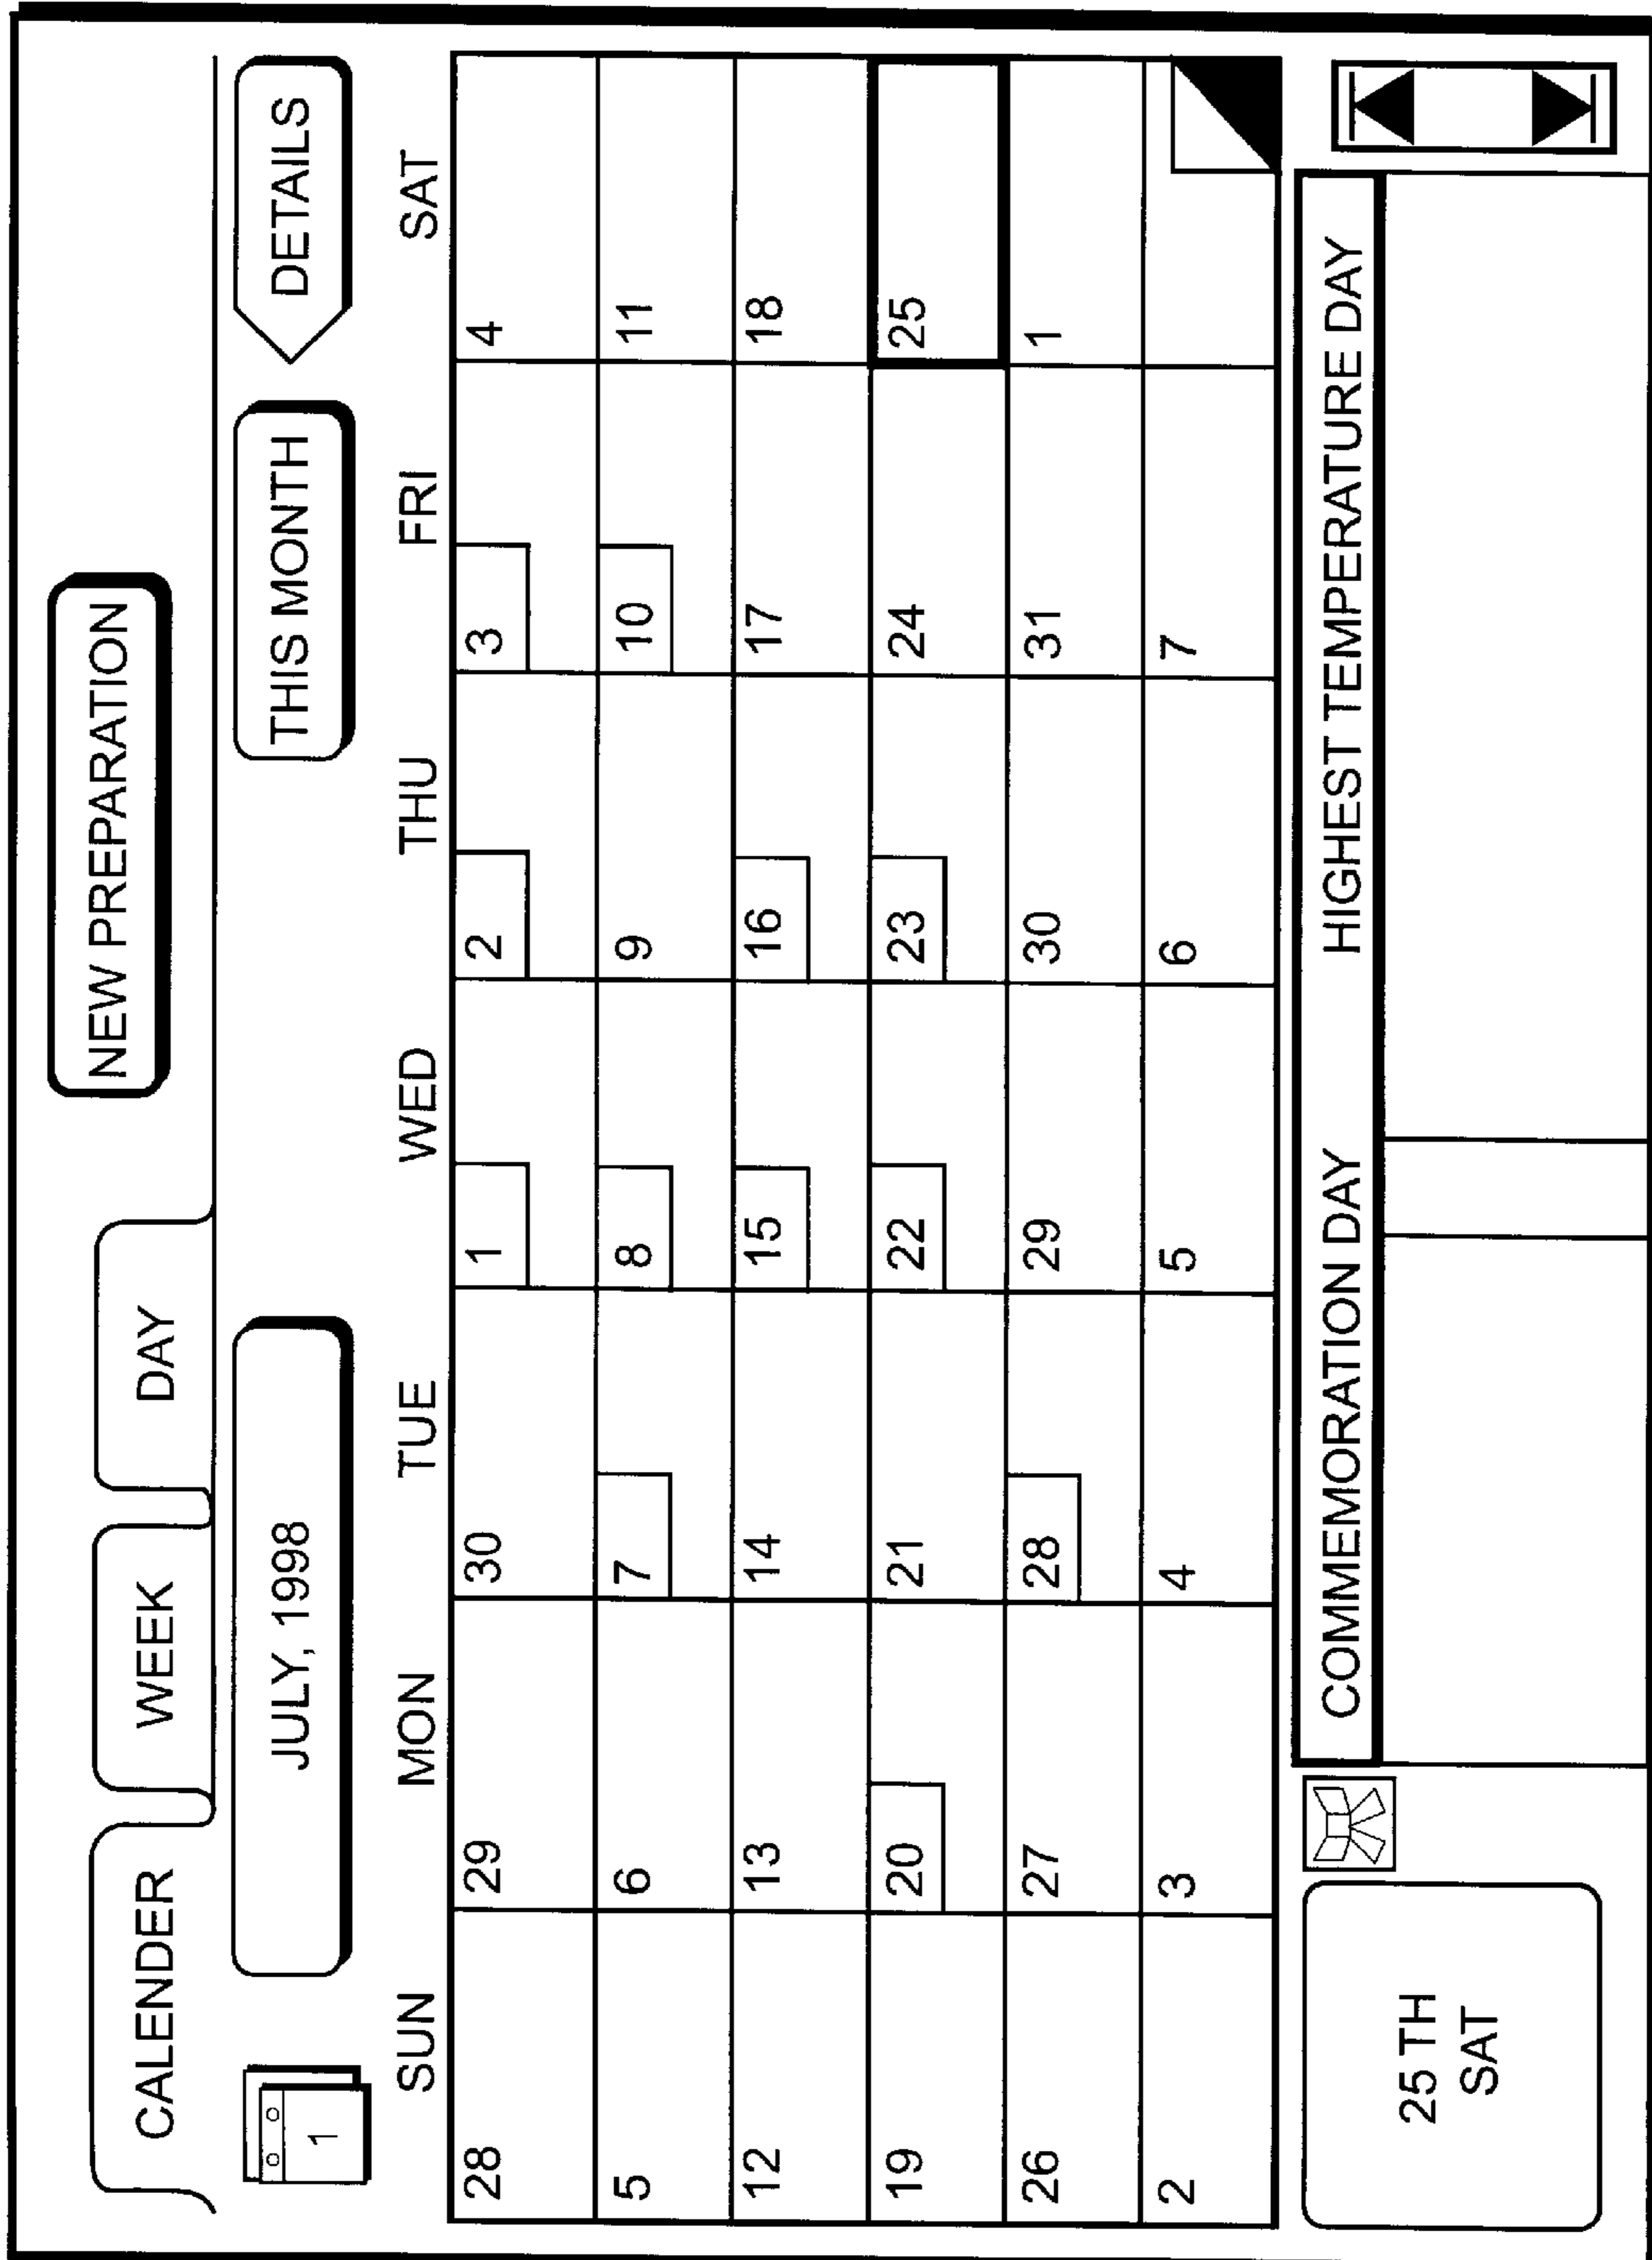 NEW PREPARATION
CALENDER WEEK DAY
1 JULY, 1998 THIS MONTH DETAILS
SUN MON TUE WED THU FRI SAT
28 29 30 1 2 3 4
5 6 7 8 9 10 11
12 13 14 15 16 17 18
19 20 21 22 23 24 25
26 27 28 29 30 31 1
2 3 4 5 6 7
25 TH
SAT
COMMEMORATION DAY HIGHEST TEMPERATURE DAY